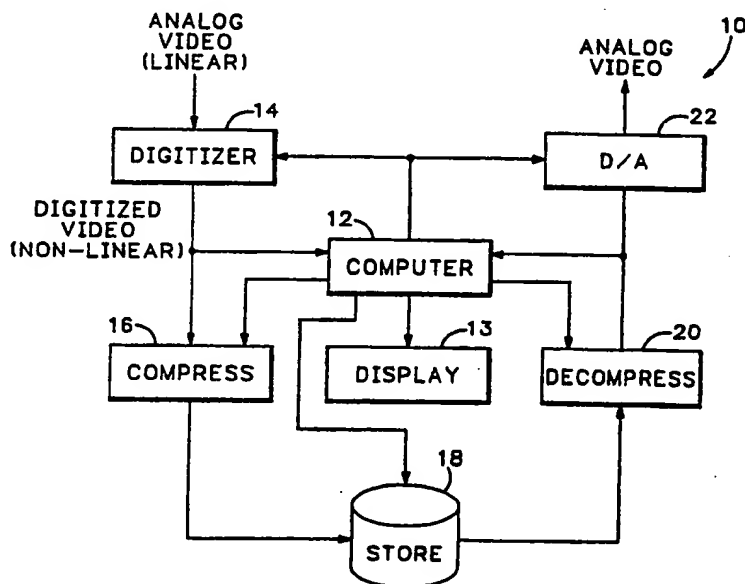 ANALOG
VIDEO
(LINEAR)
ANALOG
VIDEO
10
14
22
DIGITIZER
D/A
DIGITIZED
VIDEO
(NON-LINEAR)
12
COMPUTER
16
13
20
COMPRESS
DISPLAY
DECOMPRESS
18
STORE